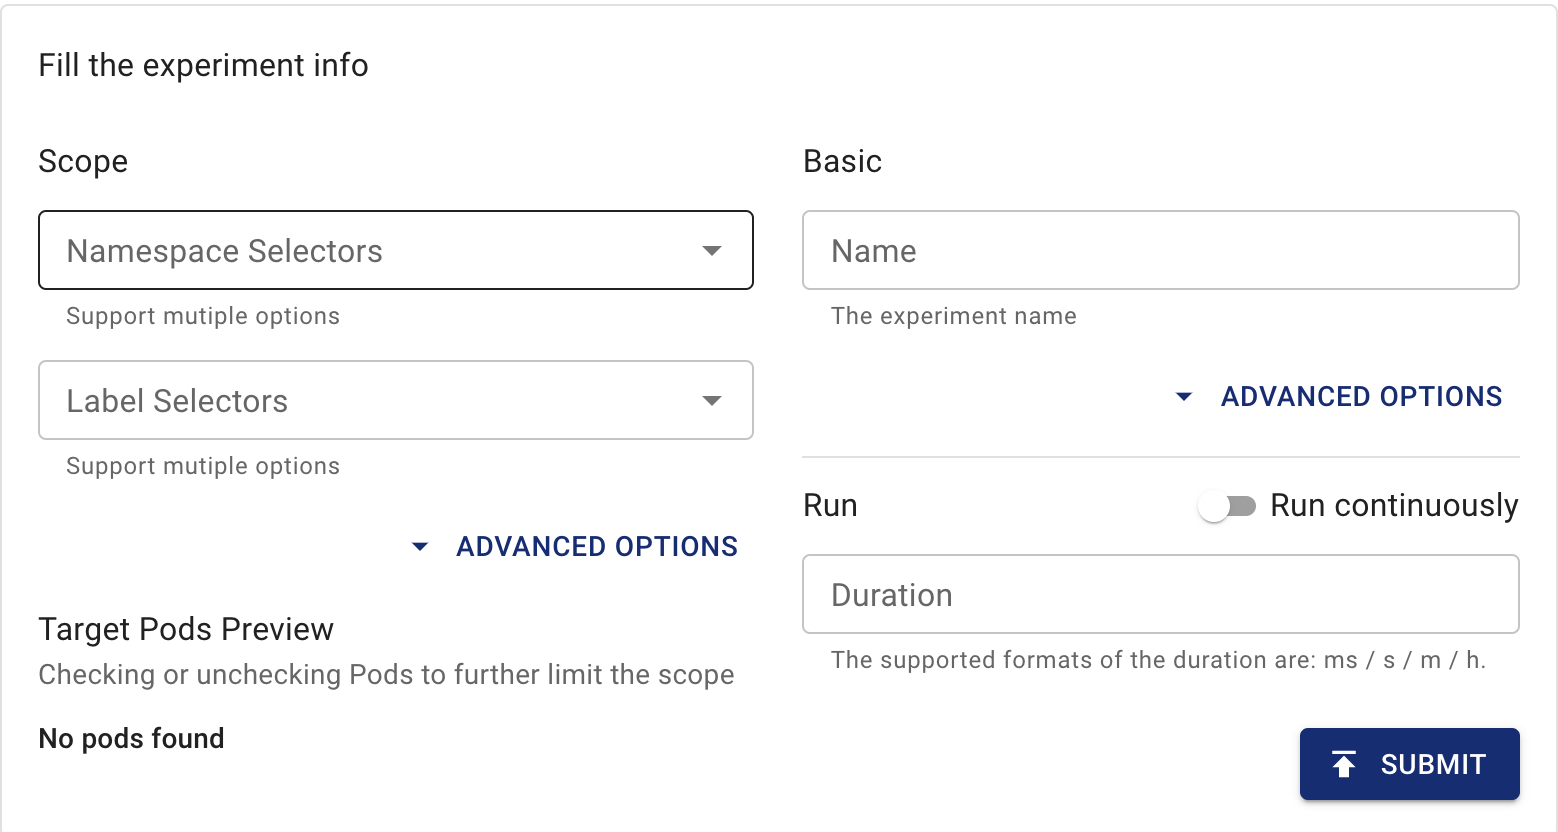 Fill the experiment info
Scope
Namespace Selectors
Support mutiple options
Label Selectors
Support mutiple options
ADVANCED OPTIONS
Target Pods Preview
Checking or unchecking Pods to further limit the scope
No pods found
Basic
Name
The experiment name
ADVANCED OPTIONS
Run
Run continuously
Duration
The supported formats of the duration are: ms / s / m / h.
SUBMIT